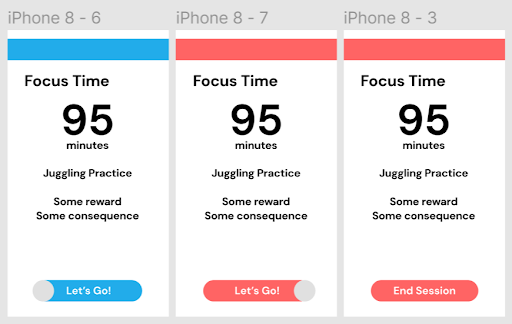 iPhone 8 - 6
Focus Time
95
minutes
Juggling Practice
Some reward
Some consequence
Let's Go!
iPhone 8 - 7
Focus Time
95
minutes
Juggling Practice
Some reward
Some consequence
Let's Go!
iPhone 8 - 3
Focus Time
95
minutes
Juggling Practice
Some reward
Some consequence
End Session